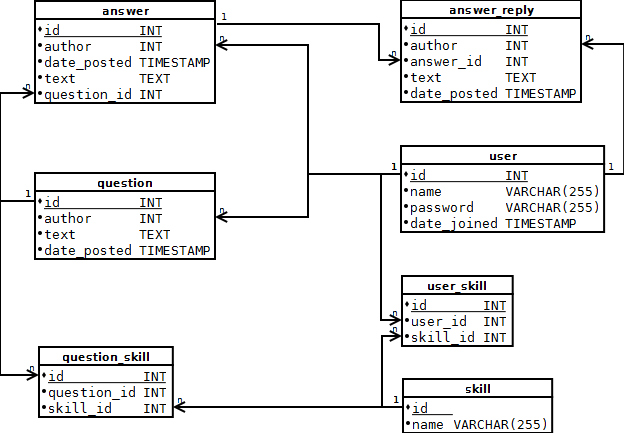 answer
id INT
author INT
date_posted TIMESTAMP
text TEXT
question_id INT
1
n
n
answer_reply
id INT
author INT
answer_id INT
text TEXT
date_posted TIMESTAMP
n
n
question
id INT
author INT
text TEXT
date_posted TIMESTAMP
1
n
user
id INT
name VARCHAR(255)
password VARCHAR(255)
date_joined TIMESTAMP
1
1
user_skill
id INT
user_id INT
skill_id INT
n
n
question_skill
id INT
question_id INT
skill_id INT
n
n
skill
id
name VARCHAR(255)
1